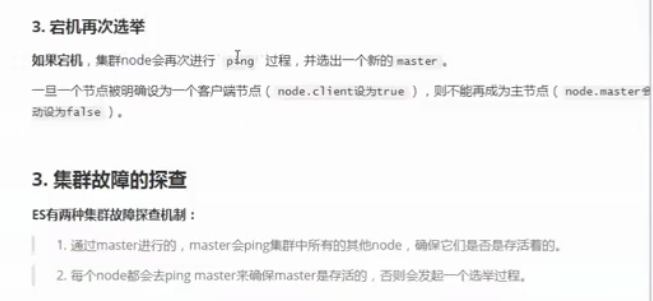 3. 宕机再次选举
如果宕机，集群node会再次进行 ping 过程，并选出一个新的 master 。
一旦一个节点被明确设为一个客户端节点（ node.client设为true ），则不能再成为主节点（ node.master会
动设为false ）。
3. 集群故障的探查
ES有两种集群故障探查机制：
1. 通过master进行的，master会ping集群中所有的其他node，确保它们是否是存活着的。
2. 每个node都会去ping master来确保master是存活的，否则会发起一个选举过程。